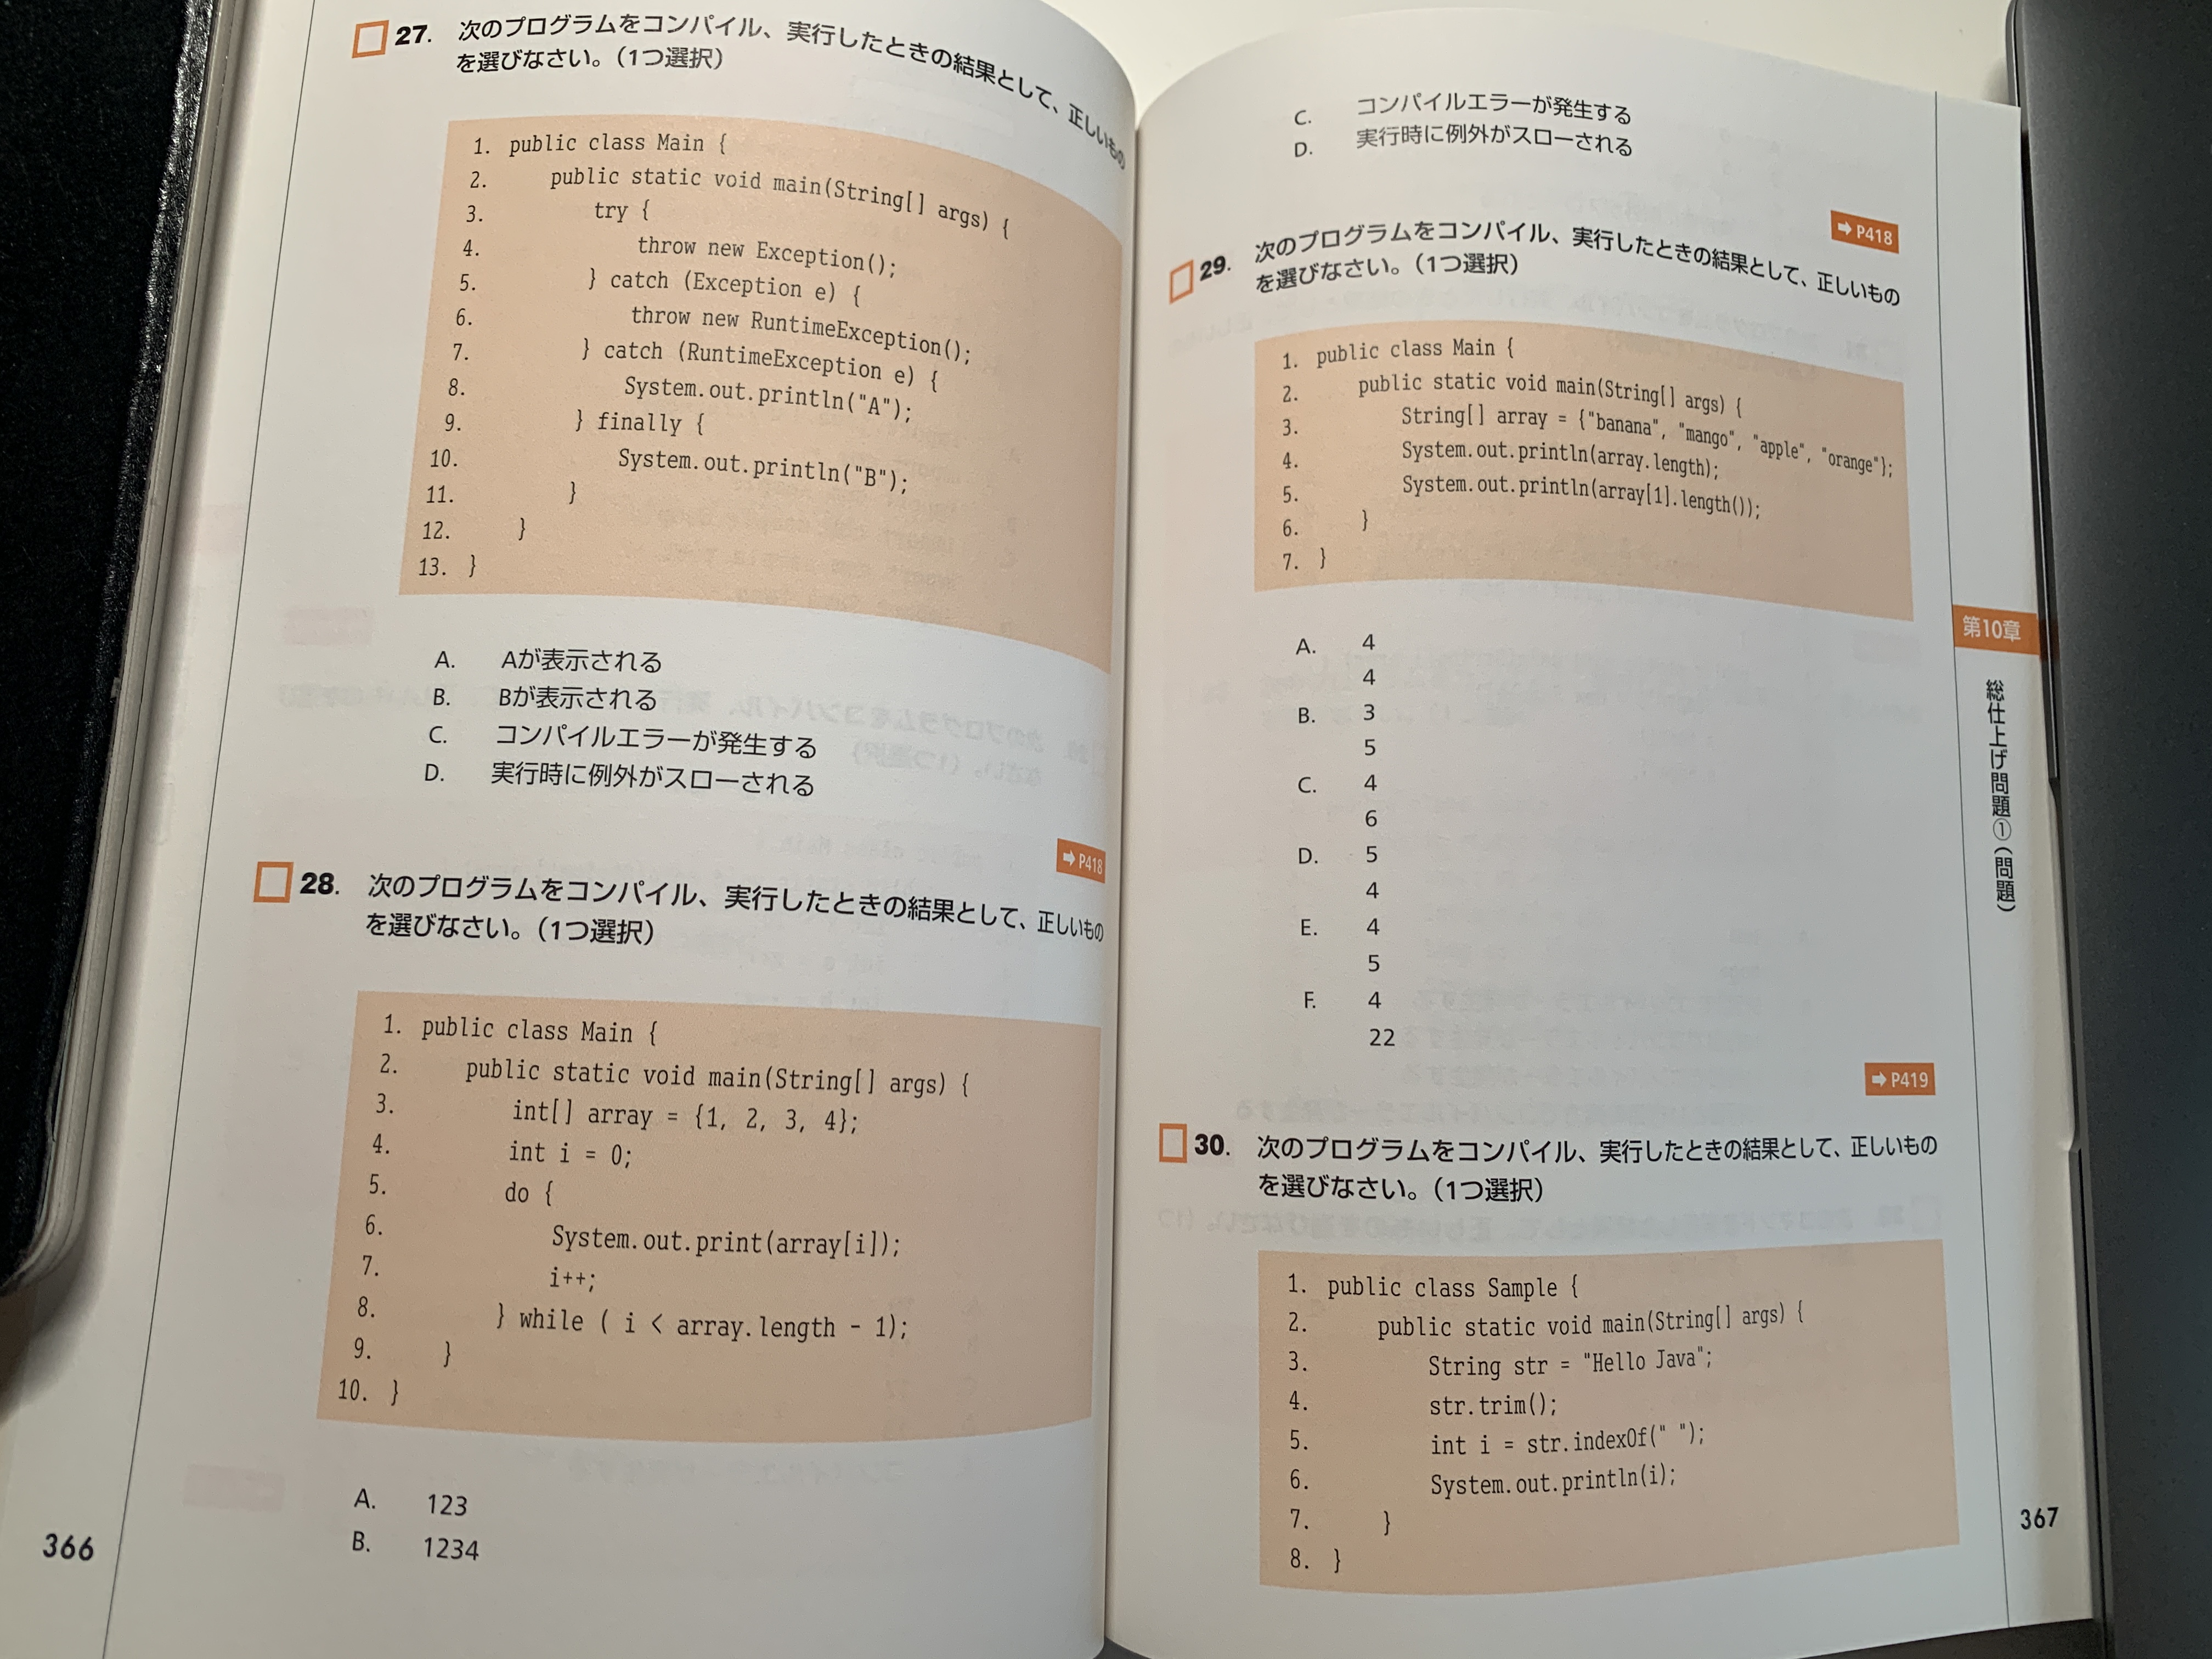 27. 次のプログラムをコンパイル、実行したときの結果として、正しいもの
を選びなさい。（1つ選択）
1. public class Main {
2. public static void main(String[] args) {
3. try {
4. throw new Exception();
5. } catch (Exception e) {
6. throw new RuntimeException();
7. } catch (RuntimeException e) {
8. System.out.println("A");
9. } finally {
10. System.out.println("B");
11. }
12. }
13. }
A. Aが表示される
B. Bが表示される
C. コンパイルエラーが発生する
D. 実行時に例外がスローされる
➡ P418
28. 次のプログラムをコンパイル、実行したときの結果として、正しいもの
を選びなさい。（1つ選択）
1. public class Main {
2. public static void main(String[] args) {
3. int[] array = {1, 2, 3, 4};
4. int i = 0;
5. do {
6. System.out.print(array[i]);
7. i++;
8. } while ( i < array.length - 1);
9. }
10. }
A. 123
B. 1234
366
C. コンパイルエラーが発生する
D. 実行時に例外がスローされる
➡ P418
29. 次のプログラムをコンパイル、実行したときの結果として、正しいもの
を選びなさい。（1つ選択）
1. public class Main {
2. public static void main(String[] args) {
3. String[] array = {"banana", "mango", "apple", "orange"};
4. System.out.println(array.length);
5. System.out.println(array[1].length());
6. }
7. }
A. 4
4
B. 3
5
C. 4
6
D. 5
4
E. 4
5
F. 4
22
➡ P419
30. 次のプログラムをコンパイル、実行したときの結果として、正しいもの
を選びなさい。（1つ選択）
1. public class Sample {
2. public static void main(String[] args) {
3. String str = "Hello Java";
4. str.trim();
5. int i = str.indexOf(" ");
6. System.out.println(i);
7. }
8. }
第10章
総仕上げ問題①（問題）
367